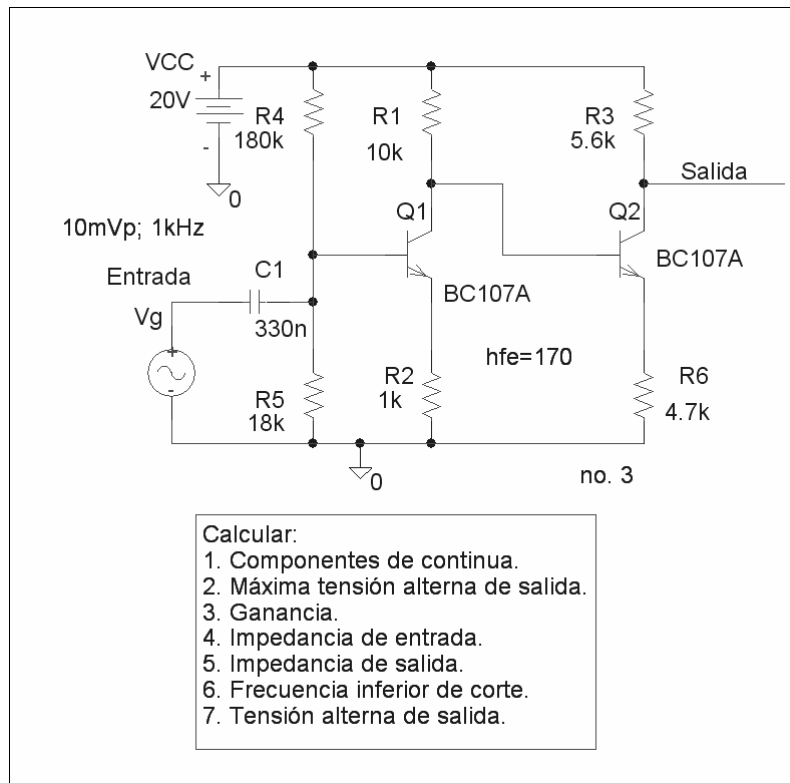 VCC
+
20V
-
0
R4
180k
R1
10k
R3
5.6k
Salida
Q1
Q2
10mVp; 1kHz
BC107A
BC107A
Entrada
C1
Vg
330n
+
-
hfe=170
R5
18k
R2
1k
R6
4.7k
0
no. 3
Calcular:
1. Componentes de continua.
2. Máxima tensión alterna de salida.
3. Ganancia.
4. Impedancia de entrada.
5. Impedancia de salida.
6. Frecuencia inferior de corte.
7. Tensión alterna de salida.